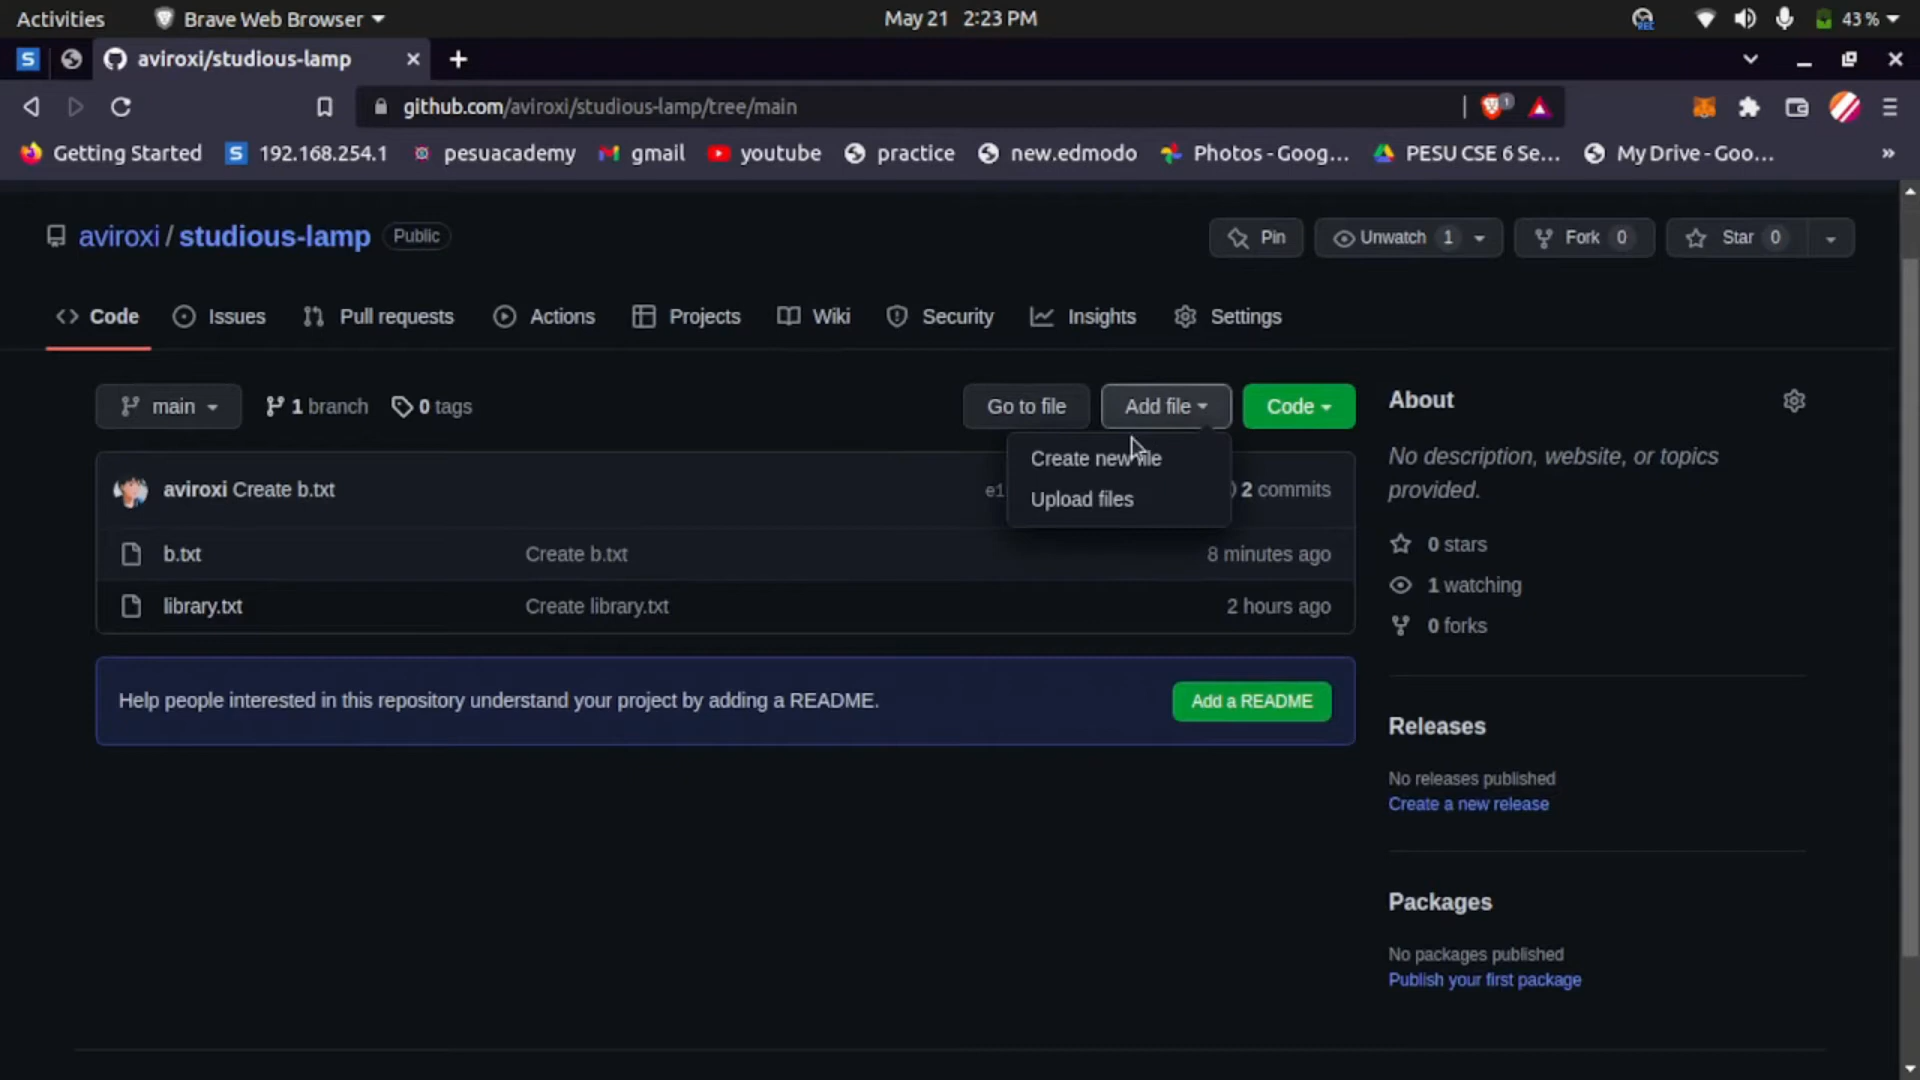 Activities Brave Web Browser May 21 2:23 PM 43 %
S aviroxi/studious-lamp
github.com/aviroxi/studious-lamp/tree/main 1
Getting Started S 192.168.254.1 pesuacademy gmail youtube practice new.edmodo Photos - Goog... PESU CSE 6 Se... My Drive - Goo... »
aviroxi / studious-lamp Public Pin Unwatch 1 Fork 0 Star 0
Code Issues Pull requests Actions Projects Wiki Security Insights Settings
main 1 branch 0 tags Go to file Add file Code
Create new file
Upload files
aviroxi Create b.txt e1 2 commits
b.txt Create b.txt 8 minutes ago
library.txt Create library.txt 2 hours ago
Help people interested in this repository understand your project by adding a README. Add a README
About
No description, website, or topics
provided.
0 stars
1 watching
0 forks
Releases
No releases published
Create a new release
Packages
No packages published
Publish your first package